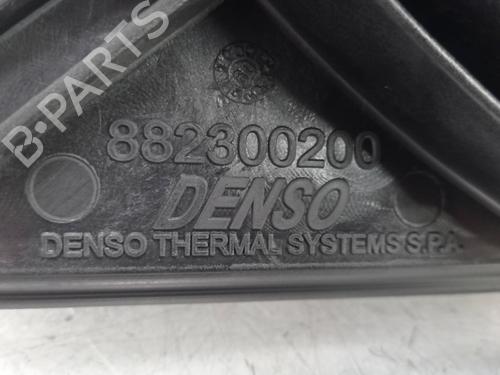 B-PARTS
882300200
DENSO
DENSO THERMAL SYSTEMS S.P.A.